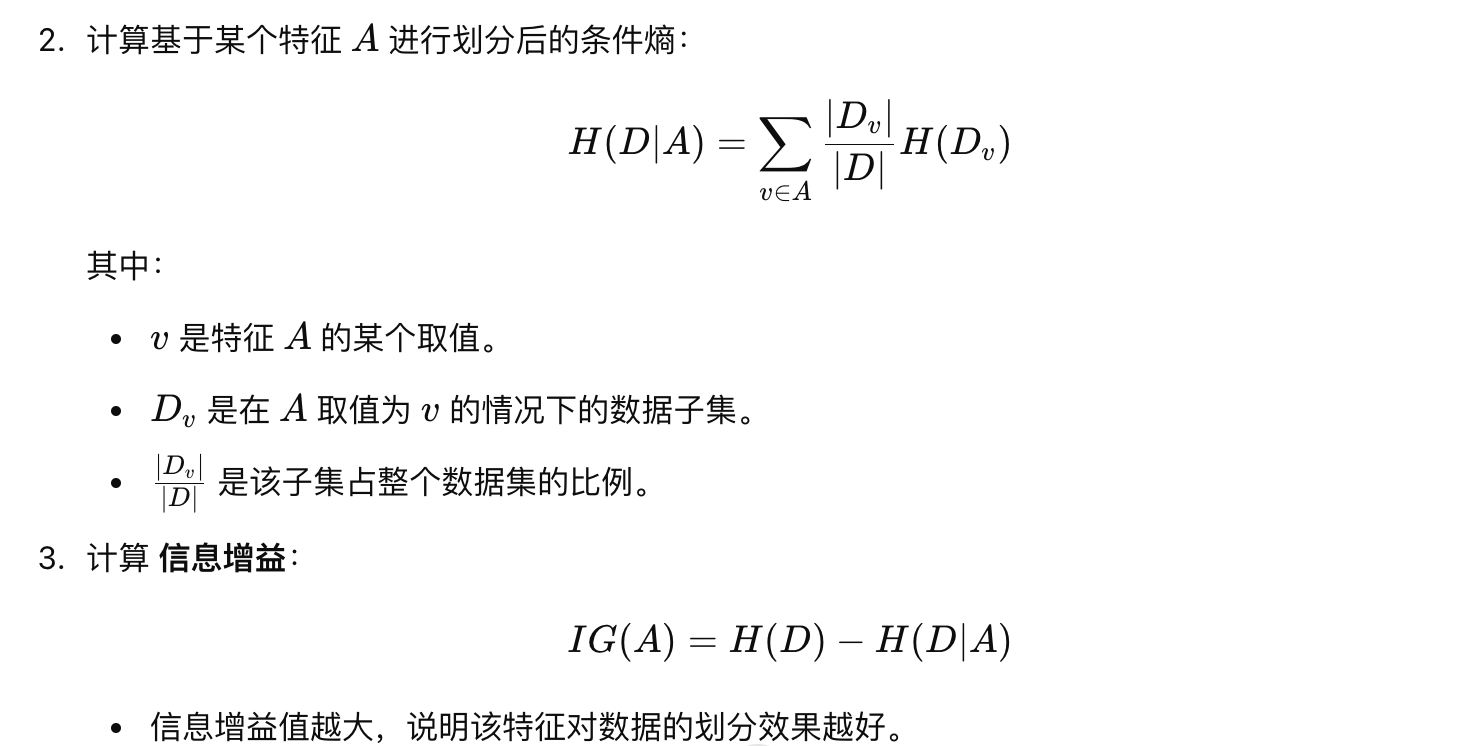 2. 计算基于某个特征 A 进行划分后的条件熵：
H(D|A) = ∑_{v∈A} \frac{|D_v|}{|D|} H(D_v)
其中：
• v 是特征 A 的某个取值。
• D_v 是在 A 取值为 v 的情况下的数据子集。
• \frac{|D_v|}{|D|} 是该子集占整个数据集的比例。
3. 计算 信息增益：
IG(A) = H(D) − H(D|A)
• 信息增益值越大，说明该特征对数据的划分效果越好。